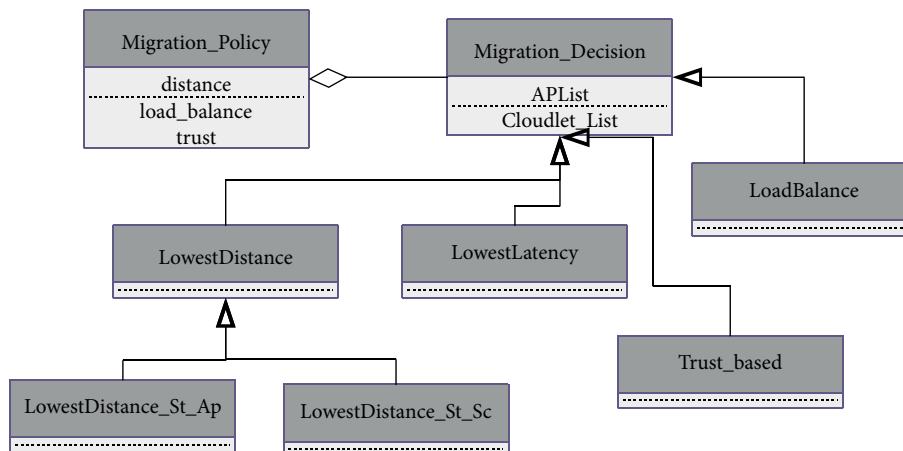 Migration_Policy
distance
load_balance
trust
Migration_Decision
APList
Cloudlet_List
LoadBalance
LowestDistance
LowestLatency
Trust_based
LowestDistance_St_Ap
LowestDistance_St_Sc